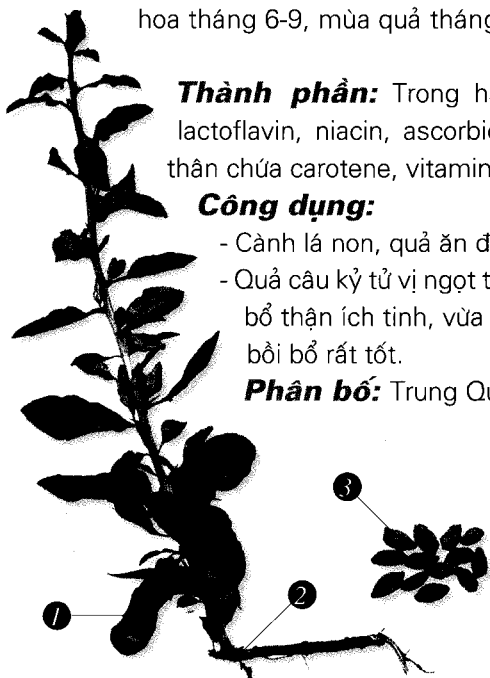 hoa tháng 6-9, mùa quả tháng
Thành phần: Trong h
lactoflavin, niacin, ascorbi
thân chứa carotene, vitamin
Công dụng:
- Cành lá non, quả ăn đ
- Quả câu kỷ tử vị ngọt t
bổ thận ích tinh, vừa
bồi bổ rất tốt.
Phân bố: Trung Qu
3
1
2